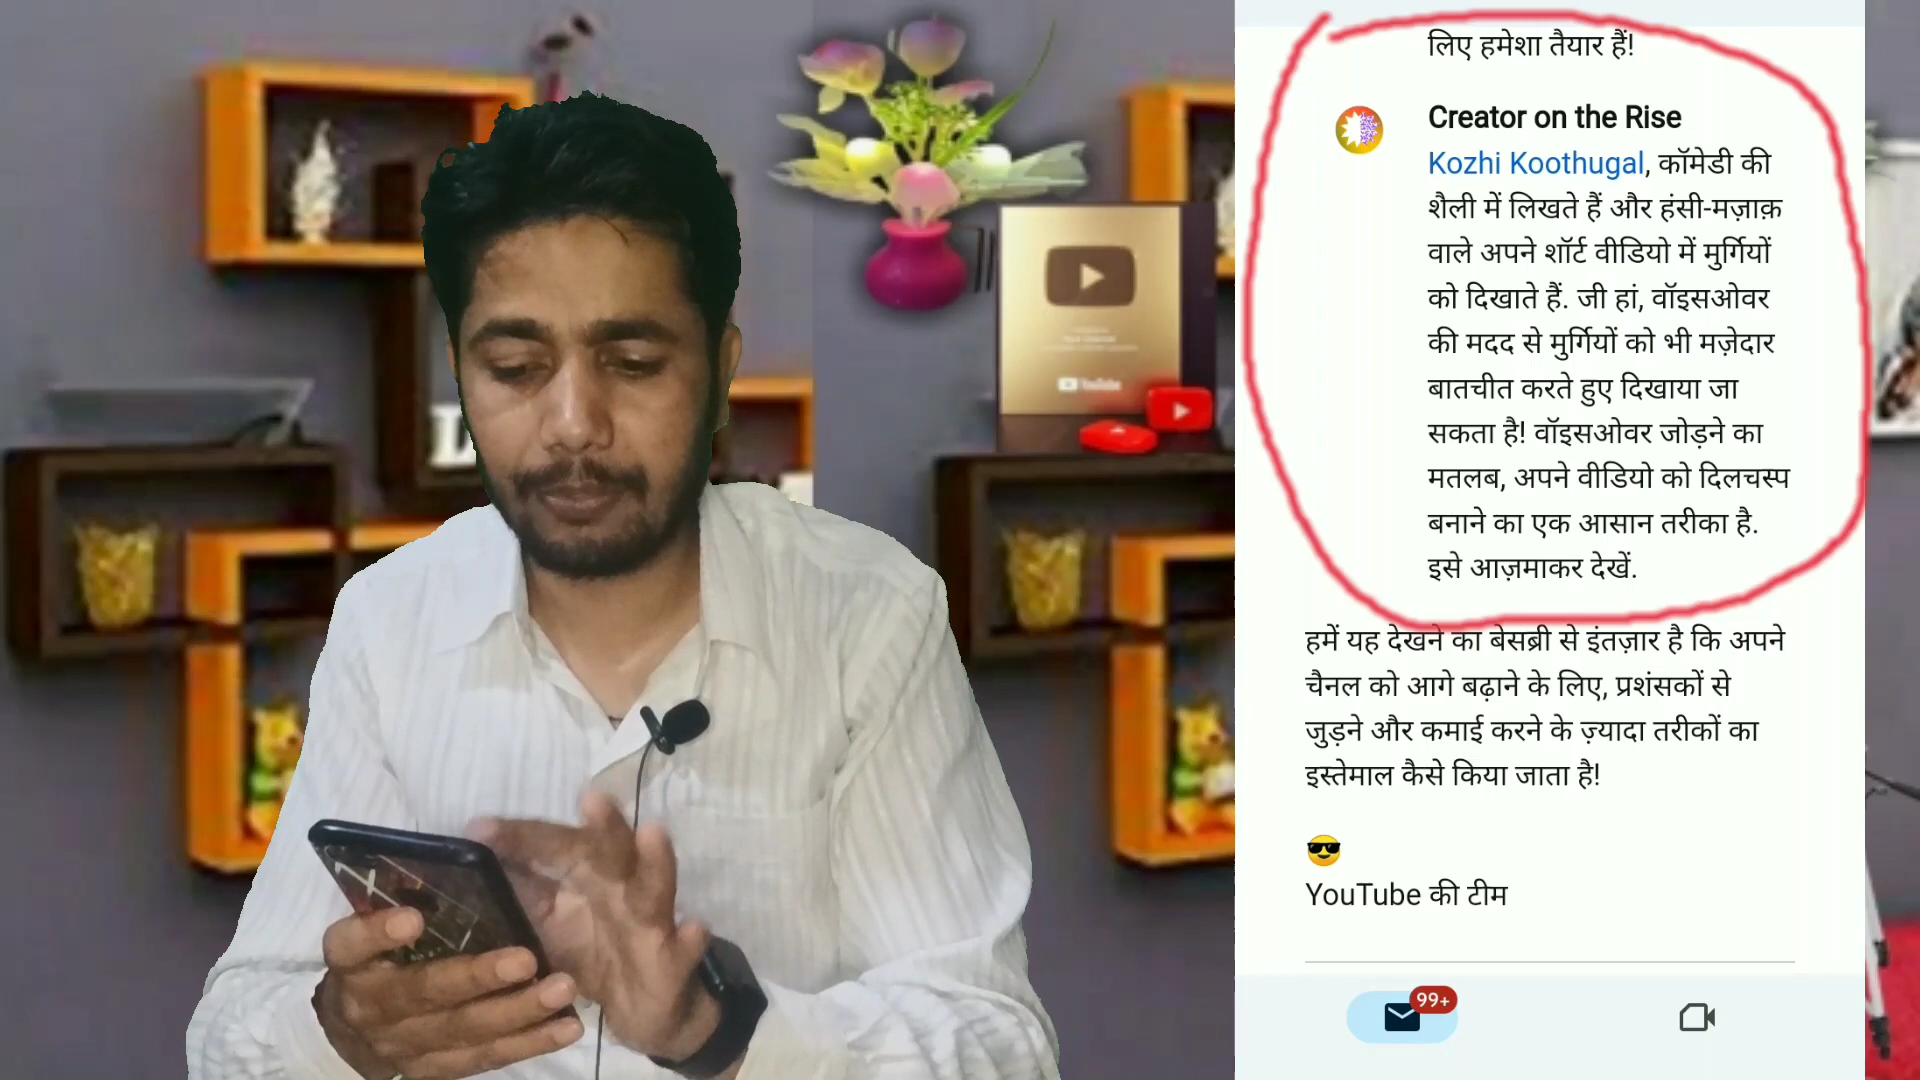 लिए हमेशा तैयार हैं!
Creator on the Rise
Kozhi Koothugal, कॉमेडी की
शैली में लिखते हैं और हंसी-मज़ाक़
वाले अपने शॉर्ट वीडियो में मुर्गियों
को दिखाते हैं. जी हां, वॉइसओवर
की मदद से मुर्गियों को भी मज़ेदार
बातचीत करते हुए दिखाया जा
सकता है! वॉइसओवर जोड़ने का
मतलब, अपने वीडियो को दिलचस्प
बनाने का एक आसान तरीका है.
इसे आज़माकर देखें.
हमें यह देखने का बेसब्री से इंतज़ार है कि अपने
चैनल को आगे बढ़ाने के लिए, प्रशंसकों से
जुड़ने और कमाई करने के ज़्यादा तरीकों का
इस्तेमाल कैसे किया जाता है!
YouTube की टीम
99+
YouTube